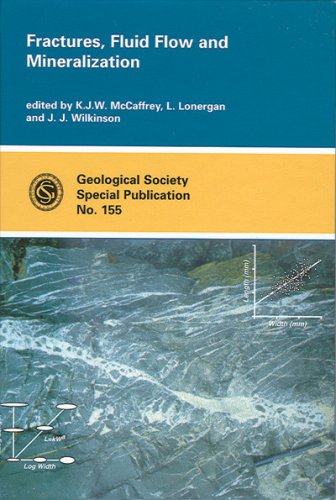 Fractures, Fluid Flow and
Mineralization
edited by K.J.W. McCaffrey, L. Lonergan
and J. J. Wilkinson
Geological Society
Special Publication
No. 155
Length (mm)
Width (mm)
Log Width